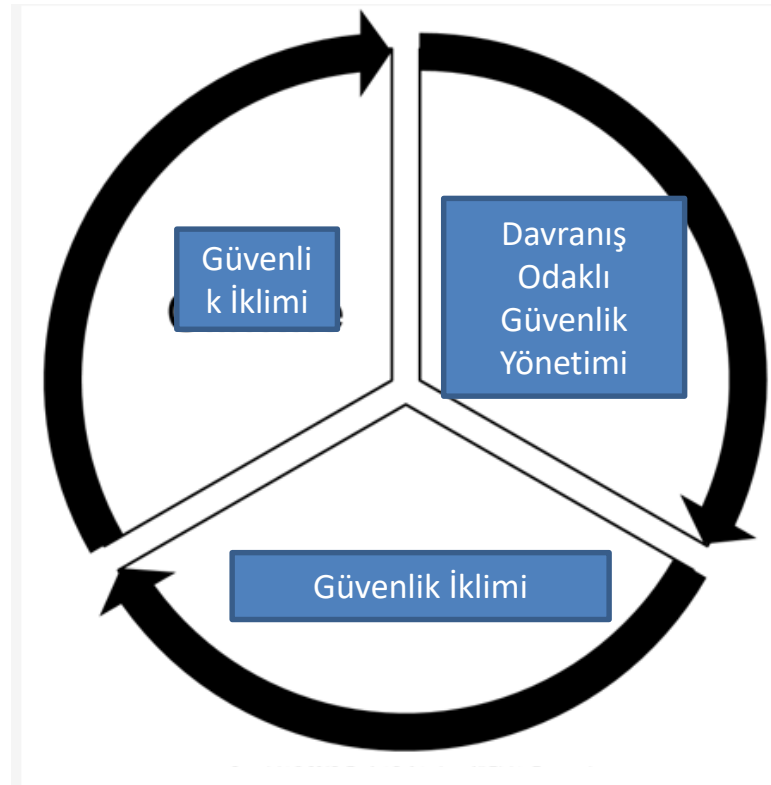 Güvenli
k İklimi
Davranış
Odaklı
Güvenlik
Yönetimi
Güvenlik İklimi